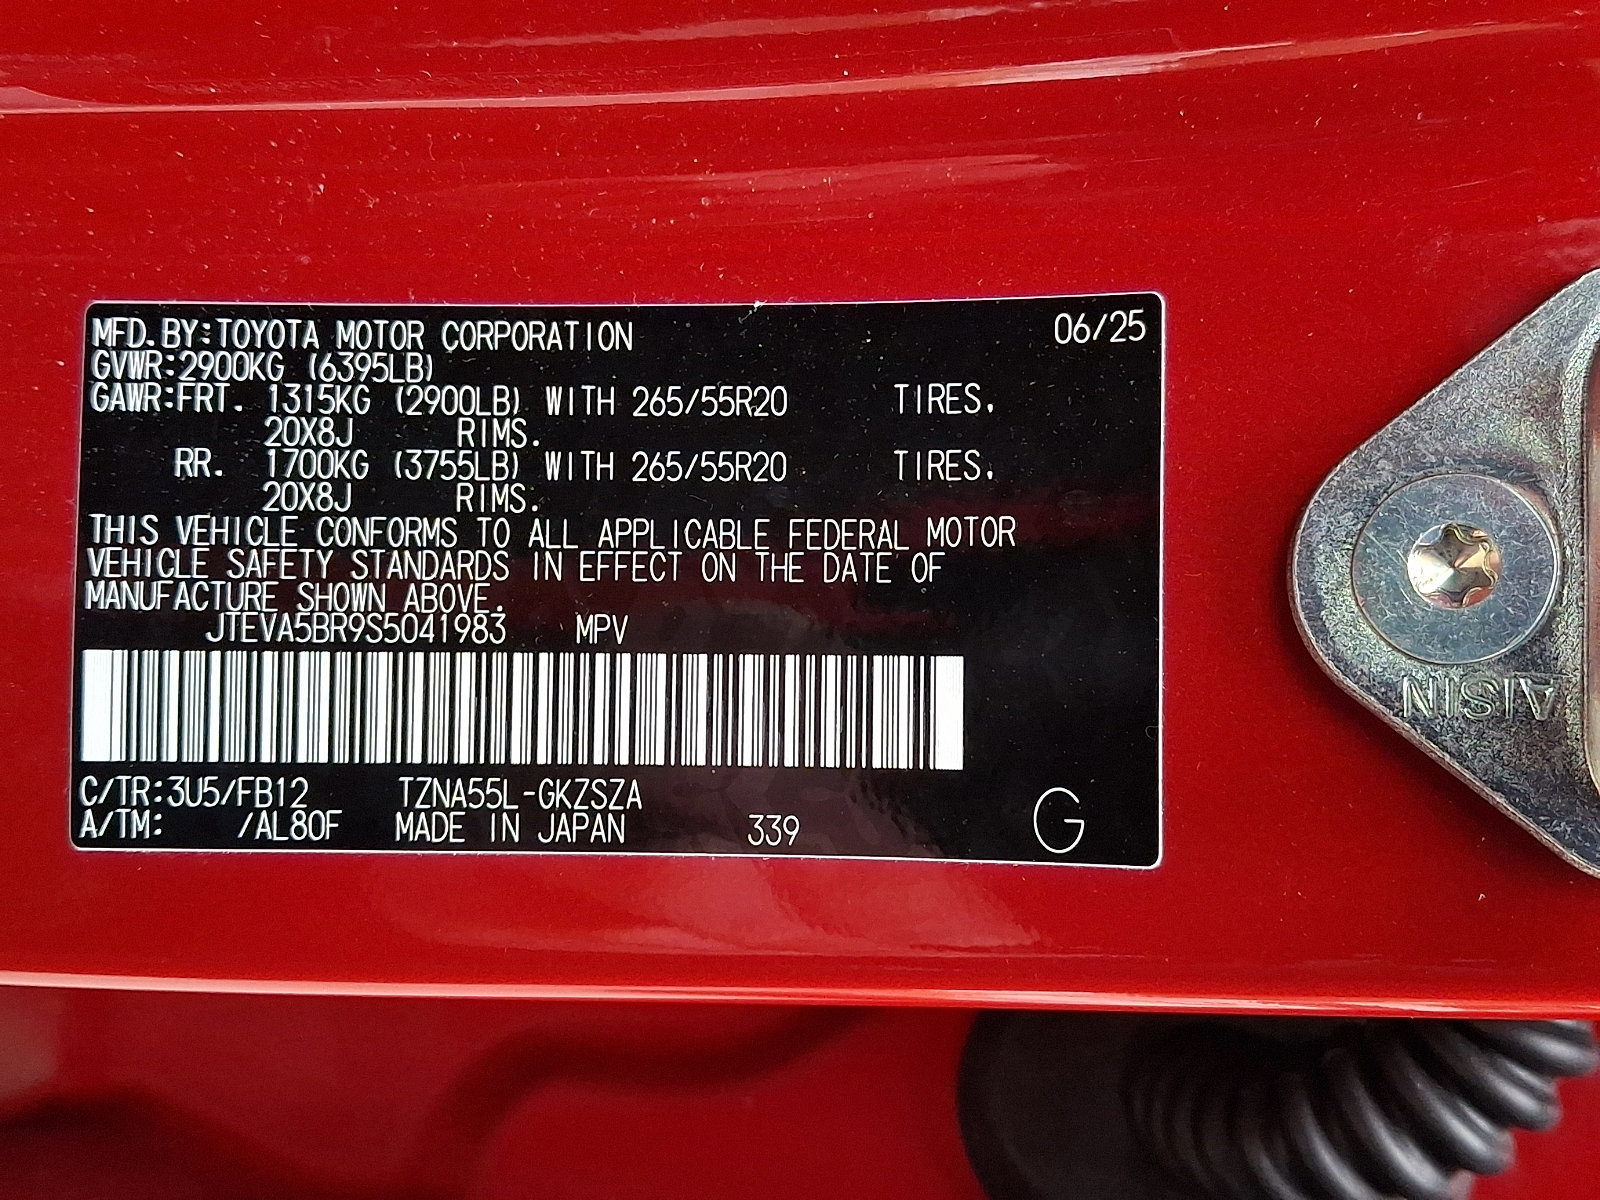 MFD.BY:TOYOTA MOTOR CORPORATION 06/25
GVWR:2900KG (6395LB)
GAWR:FRT. 1315KG (2900LB) WITH 265/55R20 TIRES,
20X8J RIMS.
RR. 1700KG (3755LB) WITH 265/55R20 TIRES,
20X8J RIMS.
THIS VEHICLE CONFORMS TO ALL APPLICABLE FEDERAL MOTOR
VEHICLE SAFETY STANDARDS IN EFFECT ON THE DATE OF
MANUFACTURE SHOWN ABOVE.
JTEVA5BR9S5041983 MPV
C/TR:3U5/FB12 TZNA55L-GKZSZA
A/TM: /AL80F MADE IN JAPAN 339 G
AISIN